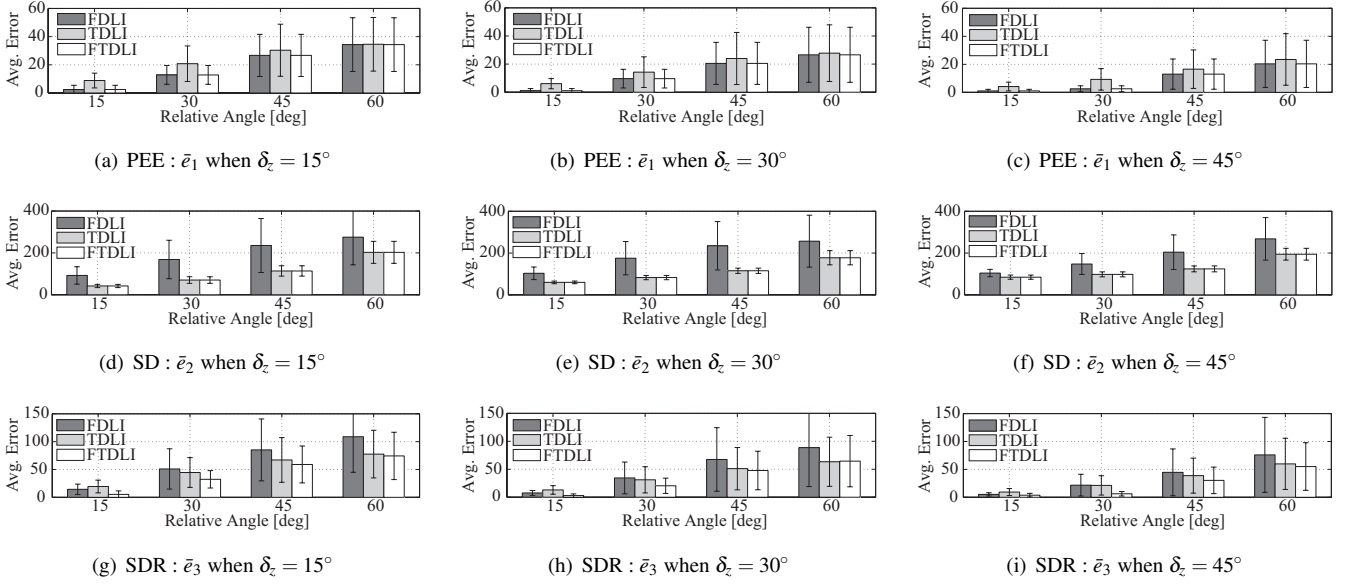 60
40
20
0
Avg. Error
FDLI
TDLI
FTDLI
15 30 45 60
Relative Angle [deg]
(a) PEE : ē₁ when δ_z = 15°
60
40
20
0
Avg. Error
FDLI
TDLI
FTDLI
15 30 45 60
Relative Angle [deg]
(b) PEE : ē₁ when δ_z = 30°
60
40
20
0
Avg. Error
FDLI
TDLI
FTDLI
15 30 45 60
Relative Angle [deg]
(c) PEE : ē₁ when δ_z = 45°
400
200
0
Avg. Error
FDLI
TDLI
FTDLI
15 30 45 60
Relative Angle [deg]
(d) SD : ē₂ when δ_z = 15°
400
200
0
Avg. Error
FDLI
TDLI
FTDLI
15 30 45 60
Relative Angle [deg]
(e) SD : ē₂ when δ_z = 30°
400
200
0
Avg. Error
FDLI
TDLI
FTDLI
15 30 45 60
Relative Angle [deg]
(f) SD : ē₂ when δ_z = 45°
150
100
50
0
Avg. Error
FDLI
TDLI
FTDLI
15 30 45 60
Relative Angle [deg]
(g) SDR : ē₃ when δ_z = 15°
150
100
50
0
Avg. Error
FDLI
TDLI
FTDLI
15 30 45 60
Relative Angle [deg]
(h) SDR : ē₃ when δ_z = 30°
150
100
50
0
Avg. Error
FDLI
TDLI
FTDLI
15 30 45 60
Relative Angle [deg]
(i) SDR : ē₃ when δ_z = 45°